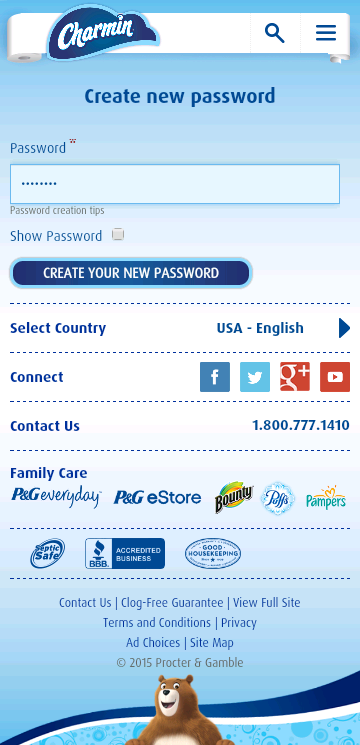 Charmin
Create new password
Password **
........
Password creation tips
Show Password
CREATE YOUR NEW PASSWORD
Select Country USA - English
Connect f g+
Contact Us 1.800.777.1410
Family Care
P&G everyday P&G eStore Bounty Puffs Pampers
Septic Safe BBB. ACCREDITED BUSINESS GOOD HOUSEKEEPING
Contact Us | Clog-Free Guarantee | View Full Site
Terms and Conditions | Privacy
Ad Choices | Site Map
© 2015 Procter & Gamble